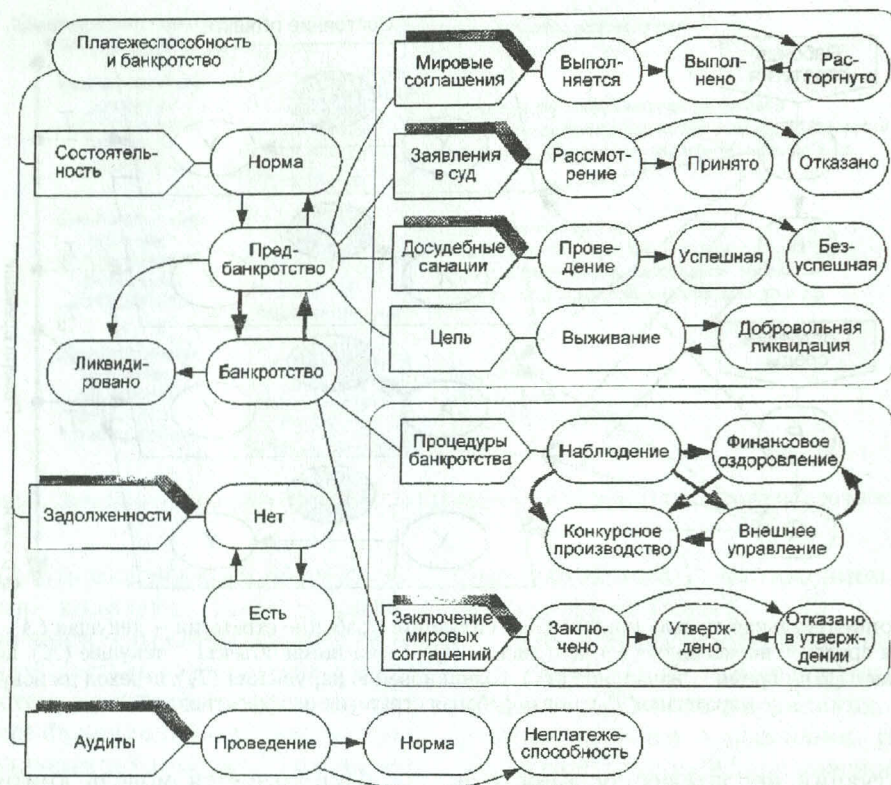 Платежеспособность
и банкротство
Состоятель-
ность
Норма
Пред-
банкротство
Ликвиди-
ровано
Банкротство
Мировые
соглашения
Выпол-
няется
Выпол-
нено
Рас-
торгнуто
Заявления
в суд
Рассмот-
рение
Принято
Отказано
Досудебные
санации
Прове-
дение
Успешная
Без-
успешная
Цель
Выживание
Добровольная
ликвидация
Процедуры
банкротства
Наблюдение
Финансовое
оздоровление
Конкурсное
производство
Внешнее
управление
Задолженности
Нет
Есть
Заключение
мировых
соглашений
Заклю-
чено
Утверж-
дено
Отказано
в утверж-
дении
Аудиты
Проведение
Норма
Неплатеже-
способность